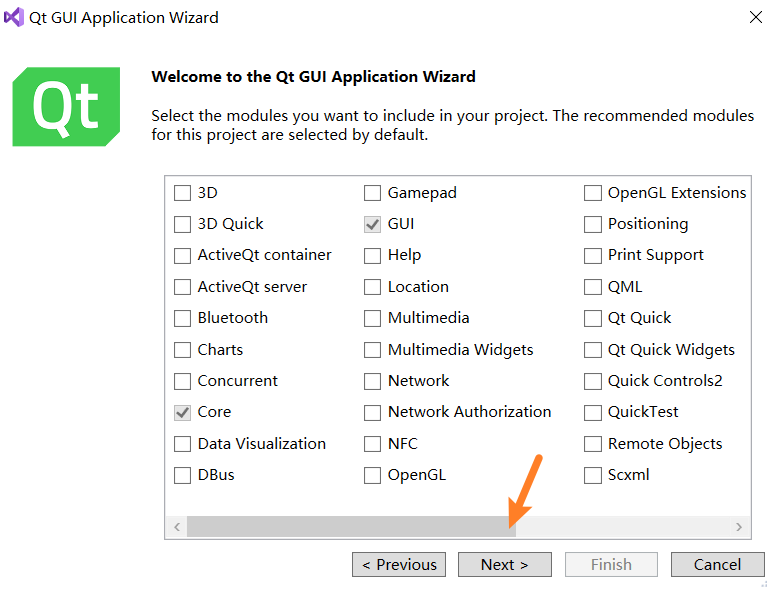 Qt GUI Application Wizard
Qt
Welcome to the Qt GUI Application Wizard
Select the modules you want to include in your project. The recommended modules
for this project are selected by default.
3D Gamepad OpenGL Extensions
3D Quick GUI Positioning
ActiveQt container Help Print Support
ActiveQt server Location QML
Bluetooth Multimedia Qt Quick
Charts Multimedia Widgets Qt Quick Widgets
Concurrent Network Quick Controls2
Core Network Authorization QuickTest
Data Visualization NFC Remote Objects
DBus OpenGL Scxml
< Previous Next > Finish Cancel